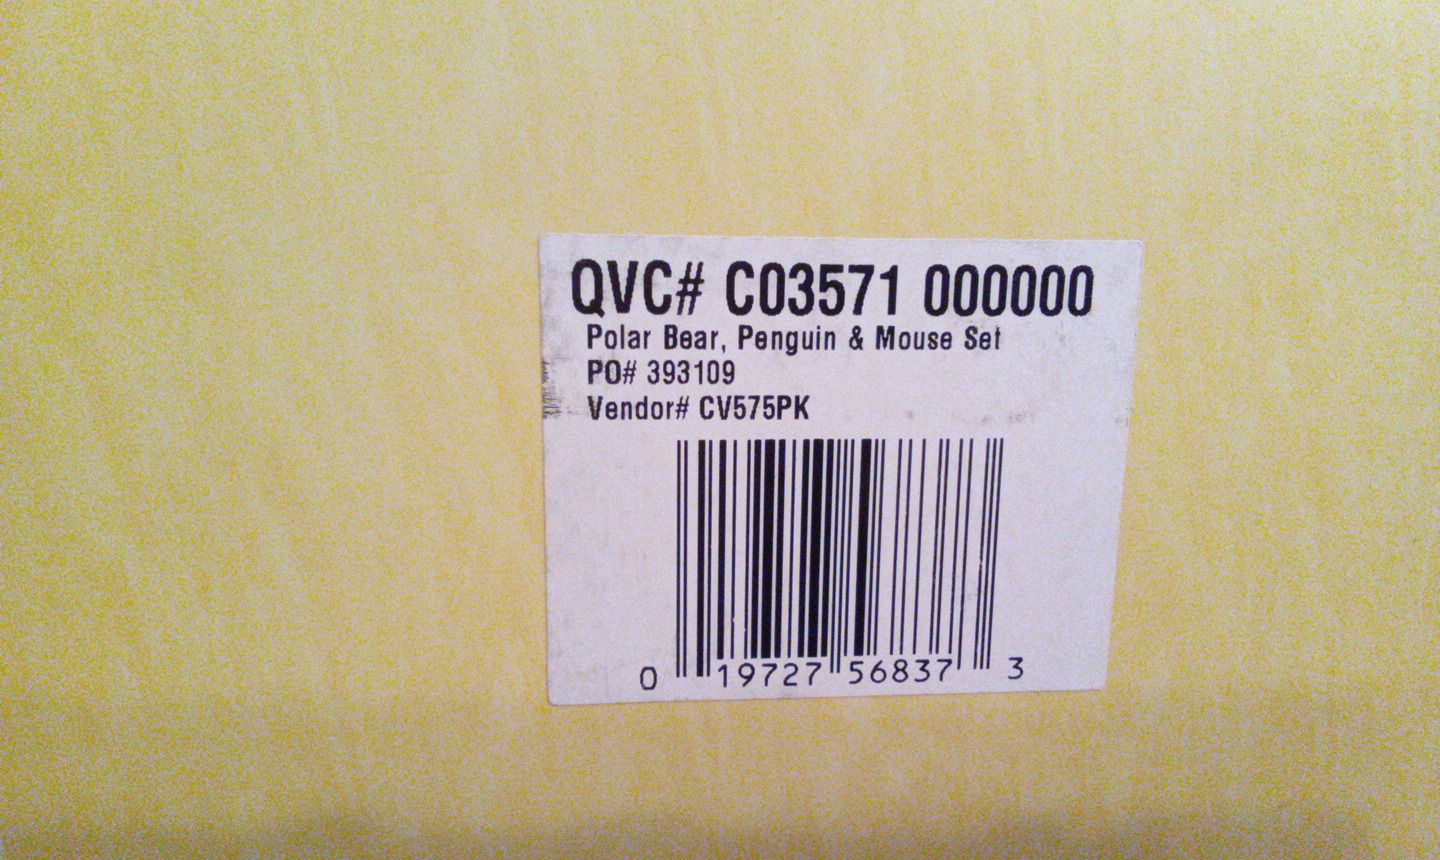 QVC# C03571 000000
Polar Bear, Penguin & Mouse Set
PO# 393109
Vendor# CV575PK
0 19727 56837 3